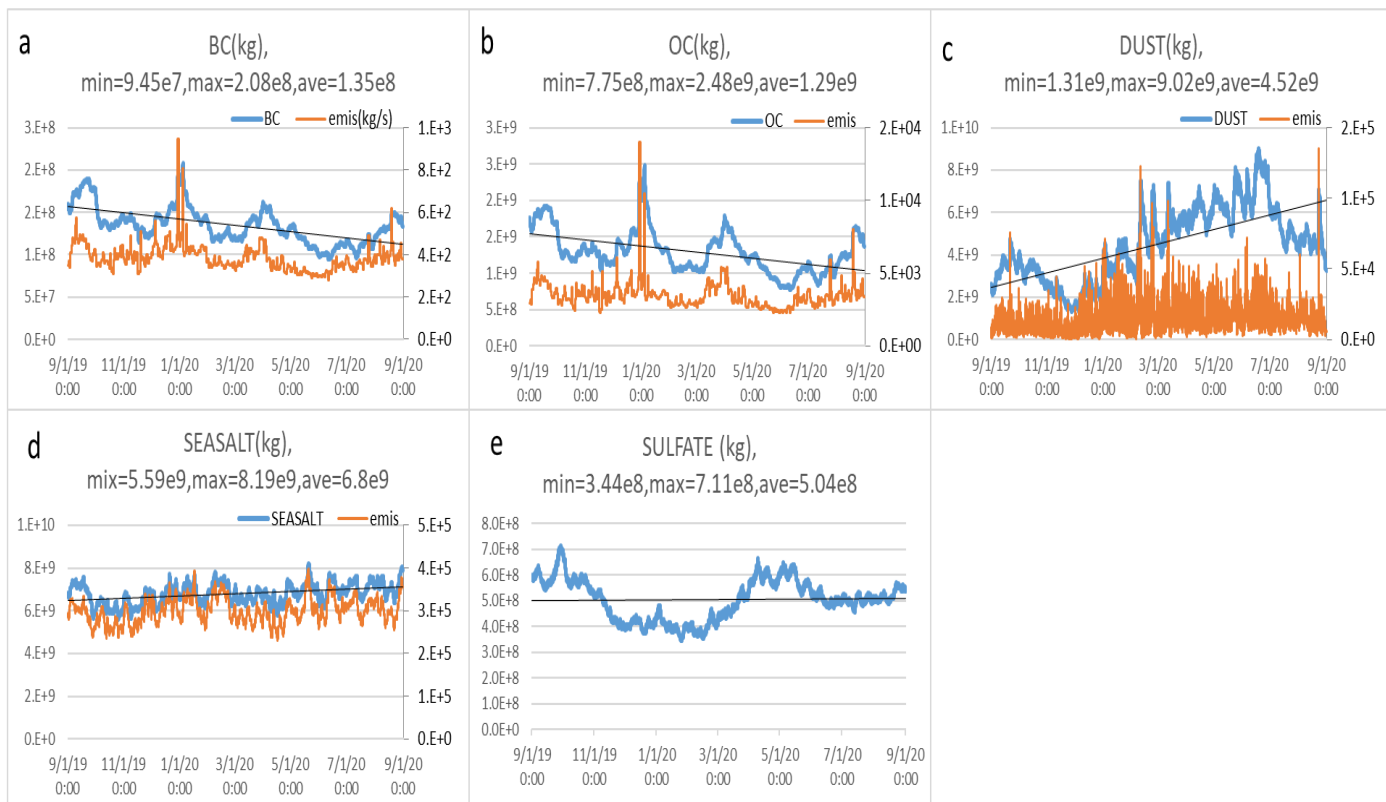 a
BC(kg),
min=9.45e7,max=2.08e8,ave=1.35e8
BC emis(kg/s)
3.E+8
2.E+8
2.E+8
1.E+8
5.E+7
0.E+0
1.E+3
8.E+2
6.E+2
4.E+2
2.E+2
0.E+0
9/1/19 11/1/19 1/1/20 3/1/20 5/1/20 7/1/20 9/1/20
0:00 0:00 0:00 0:00 0:00 0:00 0:00
b
OC(kg),
min=7.75e8,max=2.48e9,ave=1.29e9
OC emis
3.E+9
3.E+9
2.E+9
2.E+9
1.E+9
5.E+8
0.E+0
2.E+04
1.E+04
5.E+03
0.E+00
9/1/19 11/1/19 1/1/20 3/1/20 5/1/20 7/1/20 9/1/20
0:00 0:00 0:00 0:00 0:00 0:00 0:00
c
DUST(kg),
min=1.31e9,max=9.02e9,ave=4.52e9
DUST emis
1.E+10
8.E+9
6.E+9
4.E+9
2.E+9
0.E+0
2.E+5
1.E+5
5.E+4
0.E+0
9/1/19 11/1/19 1/1/20 3/1/20 5/1/20 7/1/20 9/1/20
0:00 0:00 0:00 0:00 0:00 0:00 0:00
d
SEASALT(kg),
mix=5.59e9,max=8.19e9,ave=6.8e9
SEASALT emis
1.E+10
8.E+9
6.E+9
4.E+9
2.E+9
0.E+0
5.E+5
4.E+5
3.E+5
2.E+5
1.E+5
0.E+0
9/1/19 11/1/19 1/1/20 3/1/20 5/1/20 7/1/20 9/1/20
0:00 0:00 0:00 0:00 0:00 0:00 0:00
e
SULFATE (kg),
min=3.44e8,max=7.11e8,ave=5.04e8
8.0E+8
7.0E+8
6.0E+8
5.0E+8
4.0E+8
3.0E+8
2.0E+8
1.0E+8
0.0E+0
9/1/19 11/1/19 1/1/20 3/1/20 5/1/20 7/1/20 9/1/20
0:00 0:00 0:00 0:00 0:00 0:00 0:00